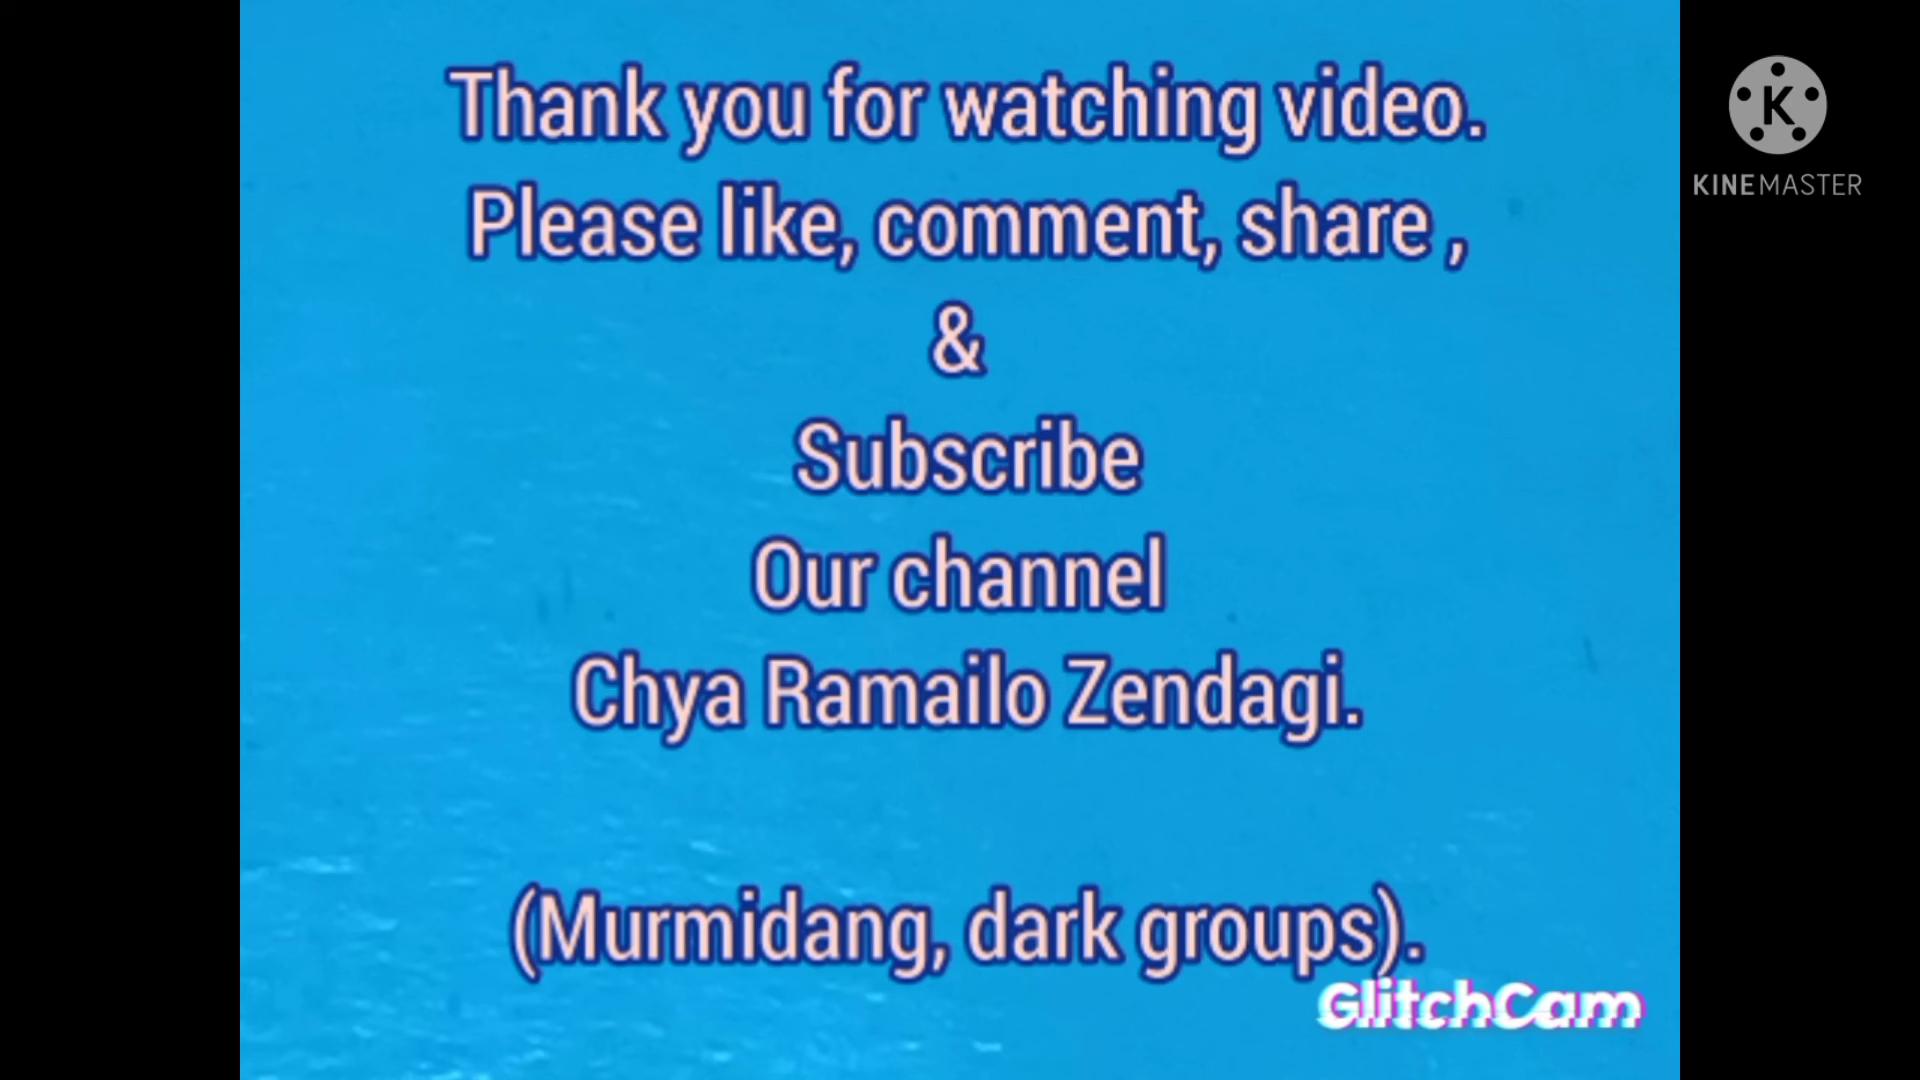 Thank you for watching video.
Please like, comment, share ,
&
Subscribe
Our channel
Chya Ramailo Zendagi.
(Murmidang, dark groups).
GlitchCam
K
KINEMASTER